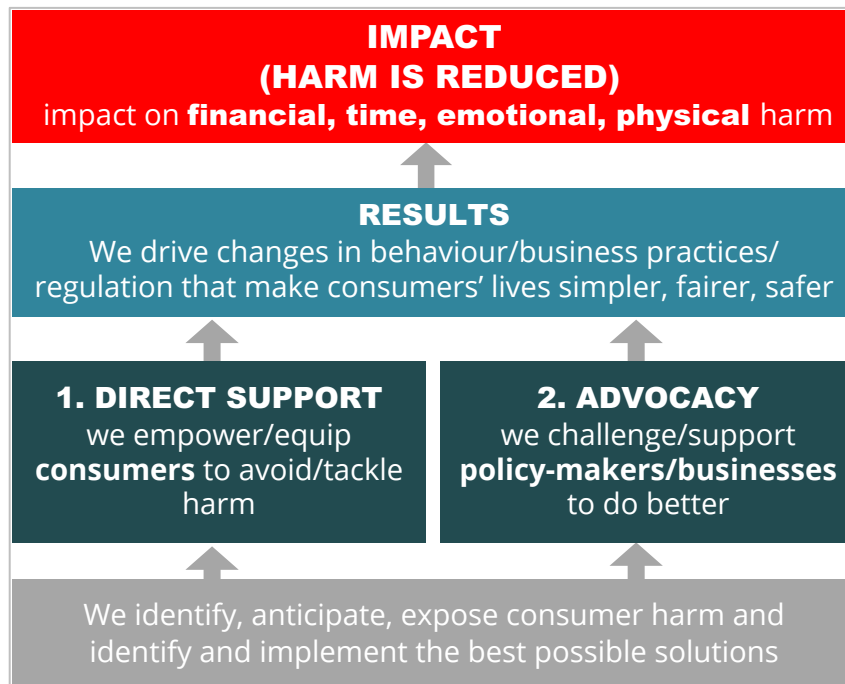 IMPACT
(HARM IS REDUCED)
impact on financial, time, emotional, physical harm
RESULTS
We drive changes in behaviour/business practices/
regulation that make consumers’ lives simpler, fairer, safer
1. DIRECT SUPPORT
we empower/equip
consumers to avoid/tackle
harm
2. ADVOCACY
we challenge/support
policy-makers/businesses
to do better
We identify, anticipate, expose consumer harm and
identify and implement the best possible solutions